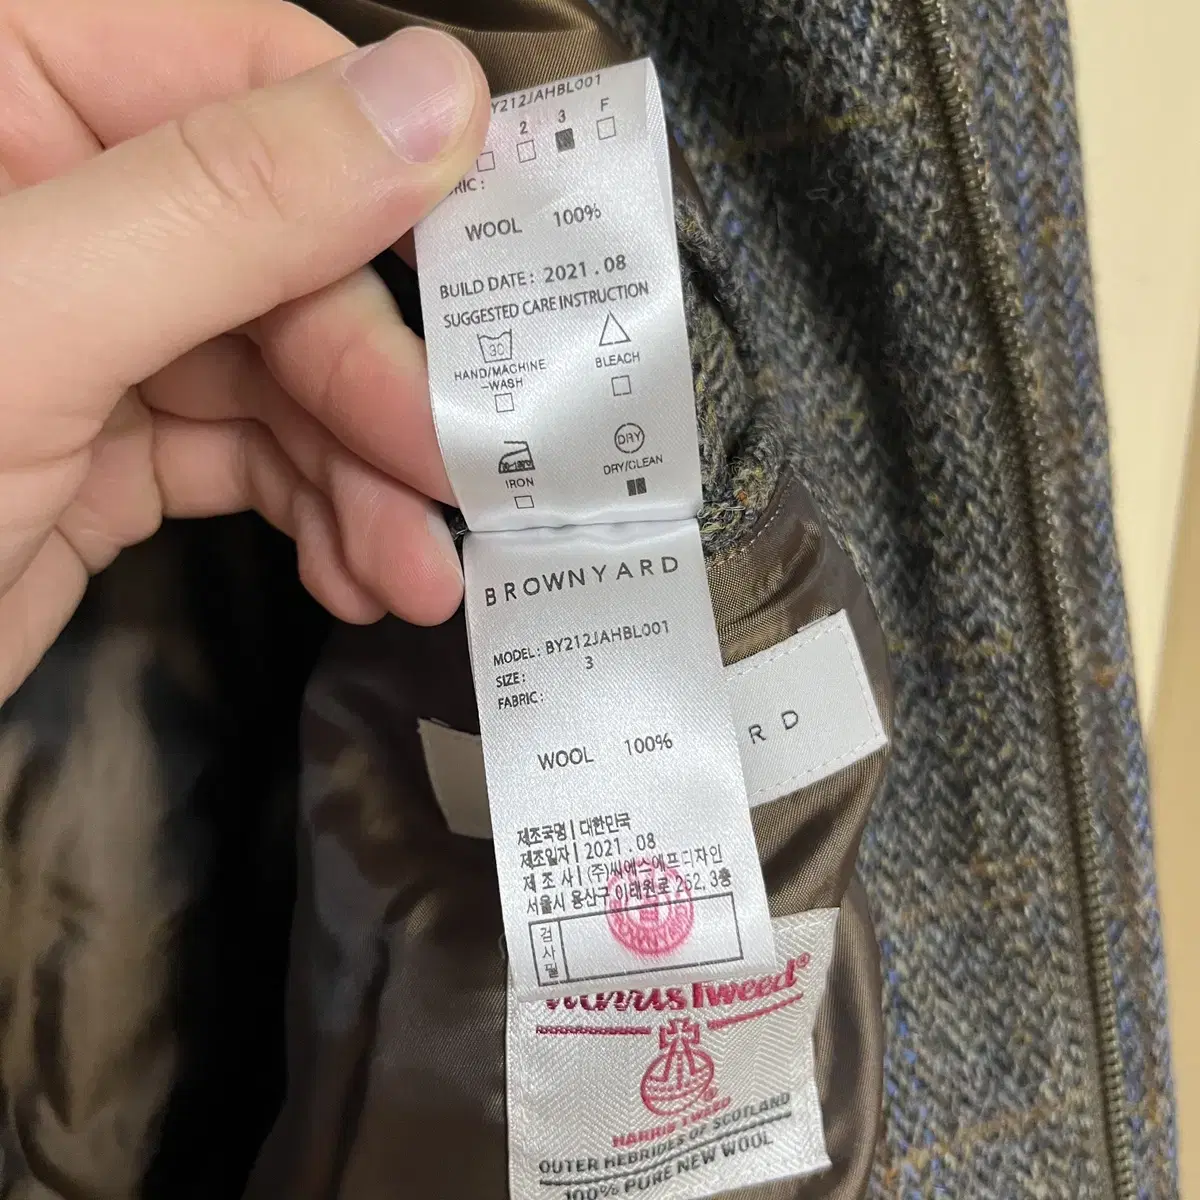 Y212JAHBL001
2 3 F
RIC:
WOOL 100%
BUILD DATE: 2021.08
SUGGESTED CARE INSTRUCTION
30
HAND/MACHINE
-WASH
BLEACH
DRY
IRON
DRY/CLEAN
BROWNYARD
MODEL: BY212JAHBL001
SIZE: 3
FABRIC:
WOOL 100%
RD
제조국명 | 대한민국
제조일자 | 2021.08
제 조 사 | (주)씨에스에프디자인
서울시 용산구 이태원로 252, 3층
검사필
Harris Tweed®
HARRIS TWEED®
OUTER HEBRIDES OF SCOTLAND
100% PURE NEW WOOL